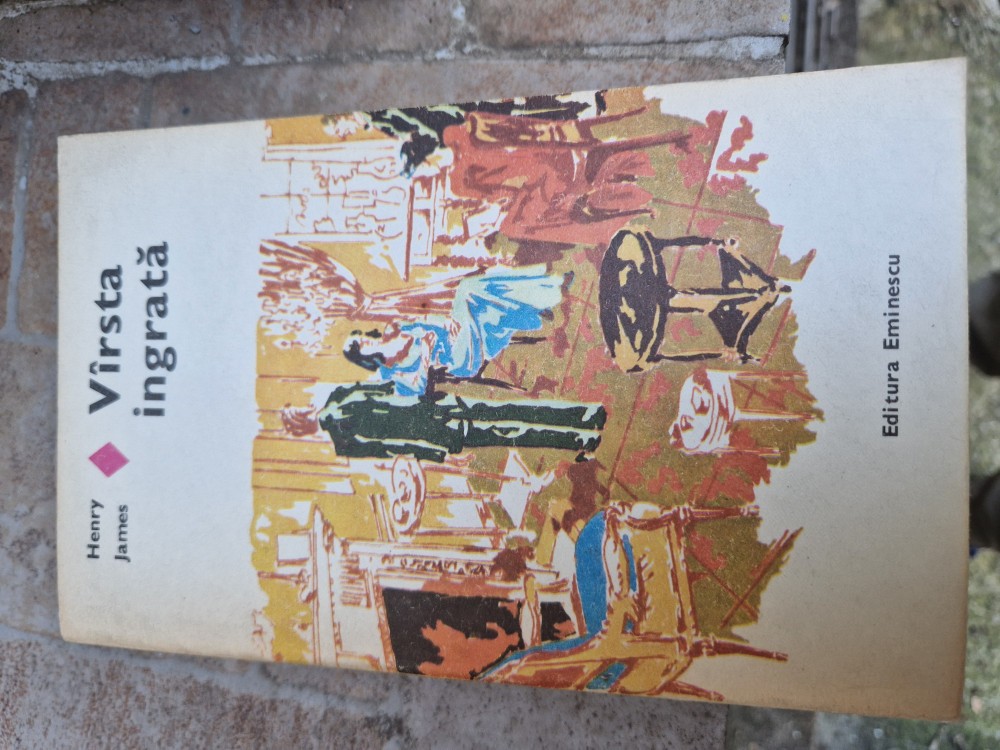 Henry
James
Vîrsta
ingrată
Editura Eminescu